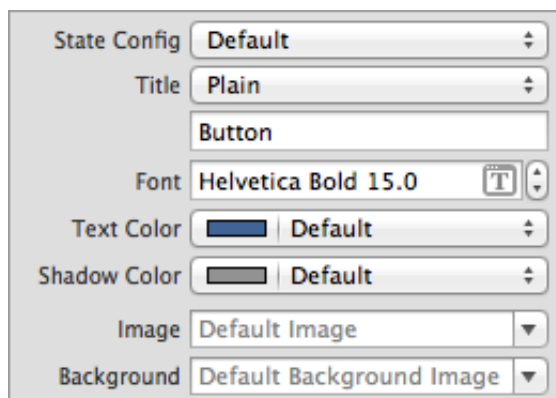 State Config Default
Title Plain
Button
Font Helvetica Bold 15.0 T
Text Color Default
Shadow Color Default
Image Default Image
Background Default Background Image